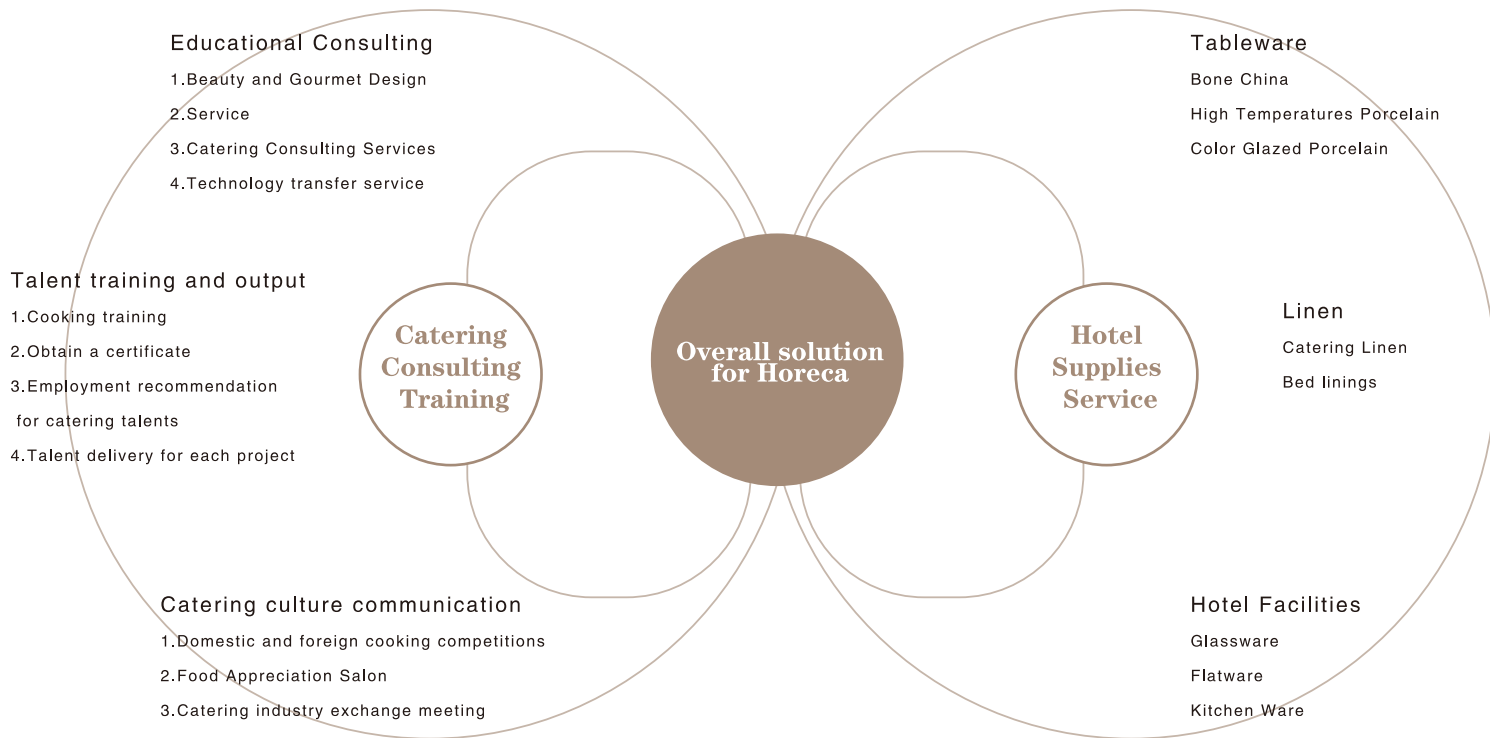 Educational Consulting
1.Beauty and Gourmet Design
2.Service
3.Catering Consulting Services
4.Technology transfer service
Talent training and output
1.Cooking training
2.Obtain a certificate
3.Employment recommendation
for catering talents
4.Talent delivery for each project
Catering culture communication
1.Domestic and foreign cooking competitions
2.Food Appreciation Salon
3.Catering industry exchange meeting
Catering
Consulting
Training
Overall solution
for Horeca
Hotel
Supplies
Service
Tableware
Bone China
High Temperatures Porcelain
Color Glazed Porcelain
Linen
Catering Linen
Bed linings
Hotel Facilities
Glassware
Flatware
Kitchen Ware